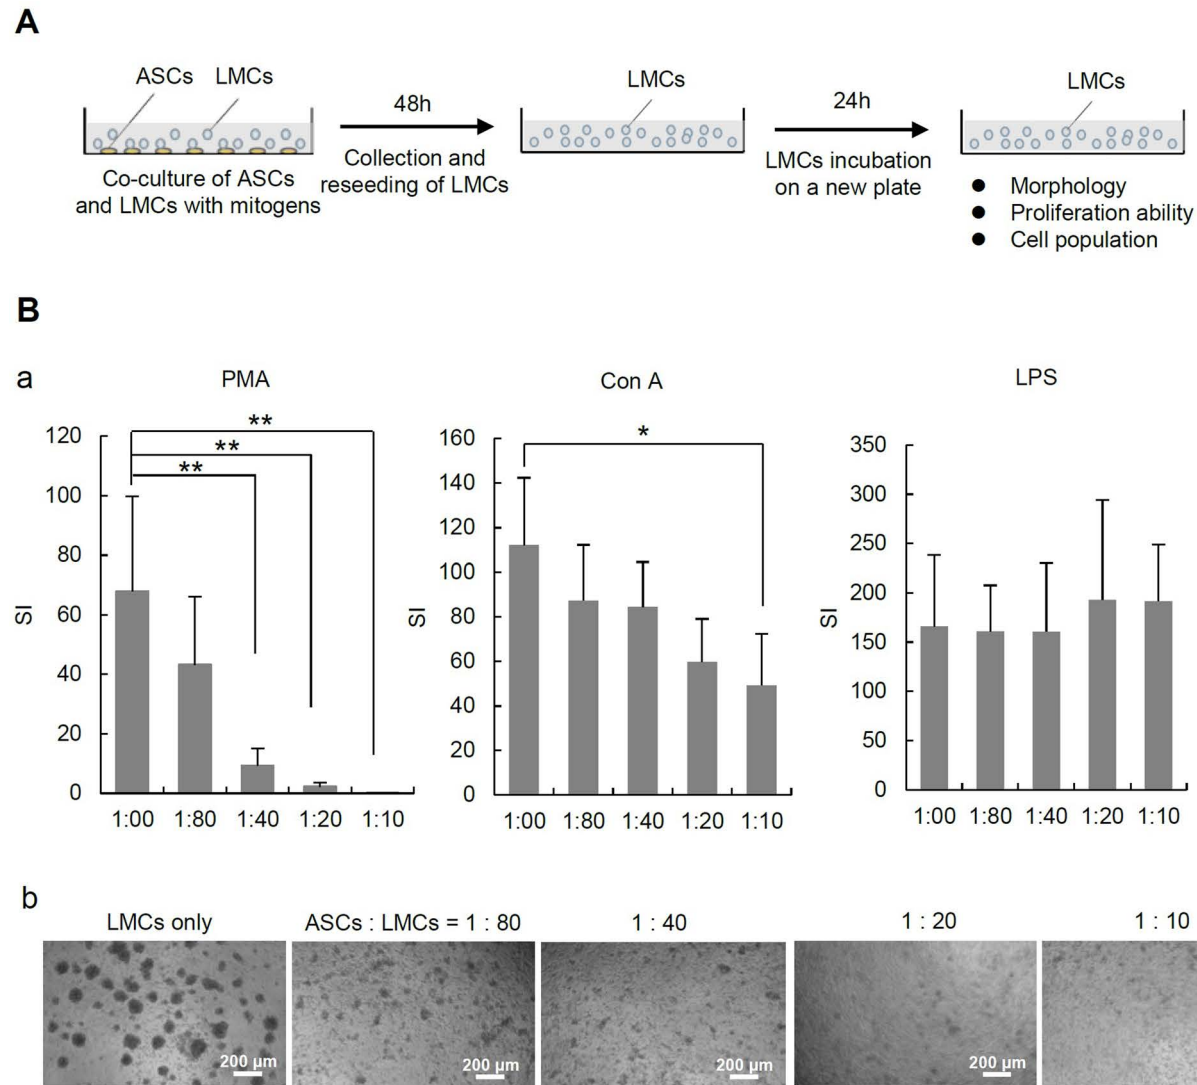 A
ASCs LMCs
Co-culture of ASCs
and LMCs with mitogens
48h
Collection and
reseeding of LMCs
LMCs
24h
LMCs incubation
on a new plate
LMCs
● Morphology
● Proliferation ability
● Cell population
B
a
PMA
**
**
**
120
100
80
60
40
20
0
SI
1:00 1:80 1:40 1:20 1:10
Con A
*
160
140
120
100
80
60
40
20
0
SI
1:00 1:80 1:40 1:20 1:10
LPS
350
300
250
200
150
100
50
0
SI
1:00 1:80 1:40 1:20 1:10
b
LMCs only ASCs : LMCs = 1 : 80 1 : 40 1 : 20 1 : 10
200 µm 200 µm 200 µm 200 µm